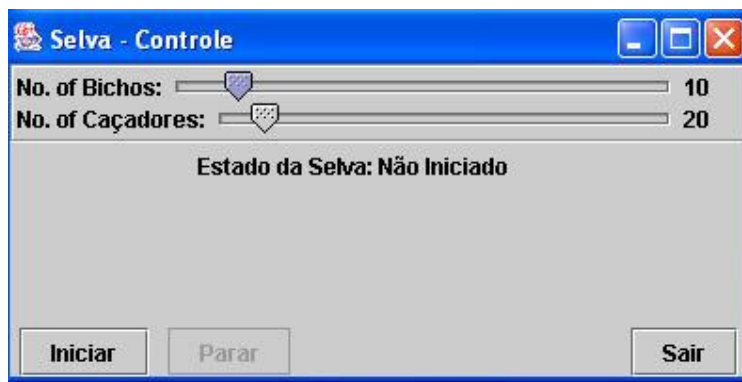 Selva - Controle
No. of Bichos: 10
No. of Caçadores: 20
Estado da Selva: Não Iniciado
Iniciar Parar Sair